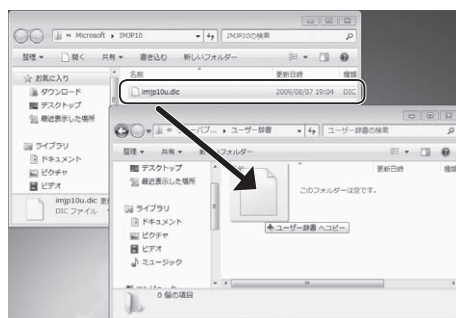 « Microsoft ▸ IMJP10
IMJP10の検索
整理 ▾ 開く 共有 ▾ 書き込む 新しいフォルダー
名前 更新日時 種類
お気に入り
imjp10u.dic 2009/08/07 19:04 DIC
ダウンロード
デスクトップ
最近表示した場所
ライブラリ
ドキュメント
ピクチャ
ビデオ
imjp10u.dic 更
DIC ファイル
▸ ユーザー辞書
ユーザー辞書の検索
整理 ▾ 共有 ▾ 新しいフォルダー
デスクトップ 更新日時 種類
最近表示した場所
このフォルダーは空です。
ライブラリ
ドキュメント
ピクチャ
ビデオ
ミュージック
ユーザー辞書 へコピー
0 個の項目